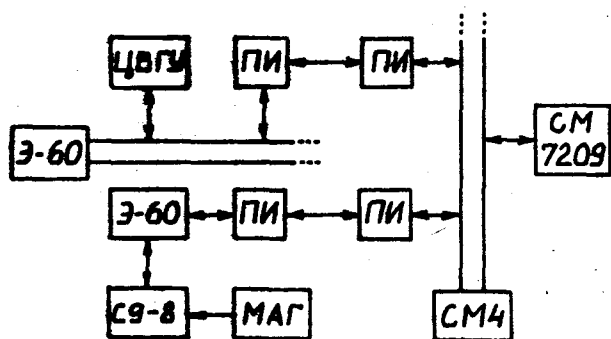 ЦВГУ ПИ ПИ
СМ
7209
Э-60
Э-60 ПИ ПИ
С9-8 МАГ СМ4